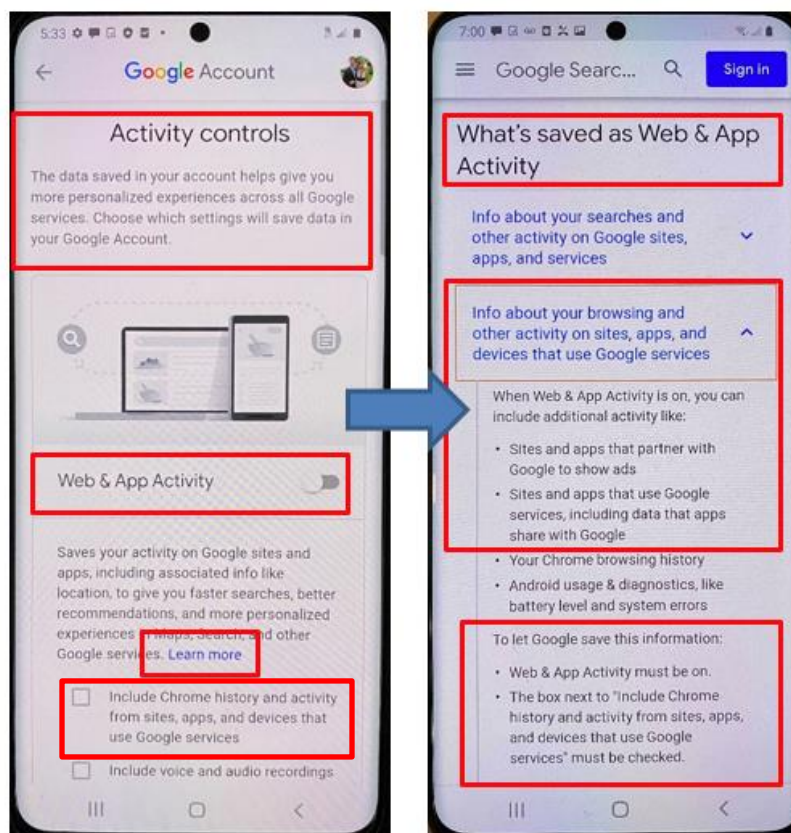 5:33
Google Account
Activity controls
The data saved in your account helps give you
more personalized experiences across all Google
services. Choose which settings will save data in
your Google Account.
Web & App Activity
Saves your activity on Google sites and
apps, including associated info like
location, to give you faster searches, better
recommendations, and more personalized
experiences in Maps, Search, and other
Google services. Learn more
Include Chrome history and activity
from sites, apps, and devices that
use Google services
Include voice and audio recordings
7:00
Google Searc...
Sign in
What's saved as Web & App
Activity
Info about your searches and
other activity on Google sites,
apps, and services
Info about your browsing and
other activity on sites, apps, and
devices that use Google services
When Web & App Activity is on, you can
include additional activity like:
• Sites and apps that partner with
Google to show ads
• Sites and apps that use Google
services, including data that apps
share with Google
• Your Chrome browsing history
• Android usage & diagnostics, like
battery level and system errors
To let Google save this information:
• Web & App Activity must be on.
• The box next to "Include Chrome
history and activity from sites, apps,
and devices that use Google
services" must be checked.